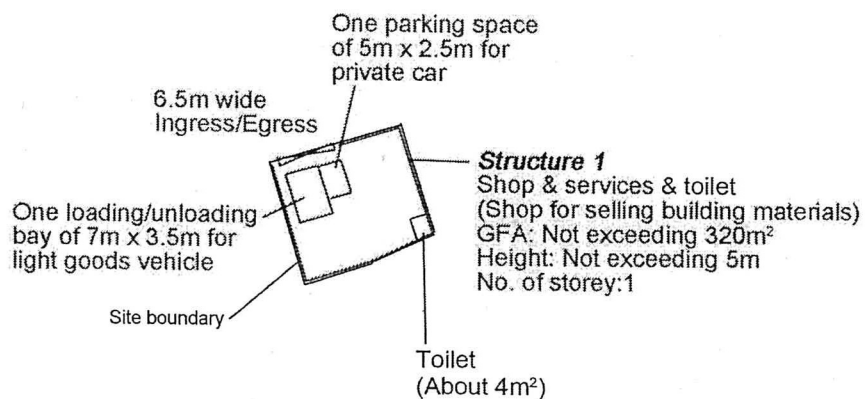 One parking space
of 5m x 2.5m for
private car
6.5m wide
Ingress/Egress
Structure 1
Shop & services & toilet
(Shop for selling building materials)
GFA: Not exceeding 320m²
Height: Not exceeding 5m
No. of storey:1
One loading/unloading
bay of 7m x 3.5m for
light goods vehicle
Site boundary
Toilet
(About 4m²)